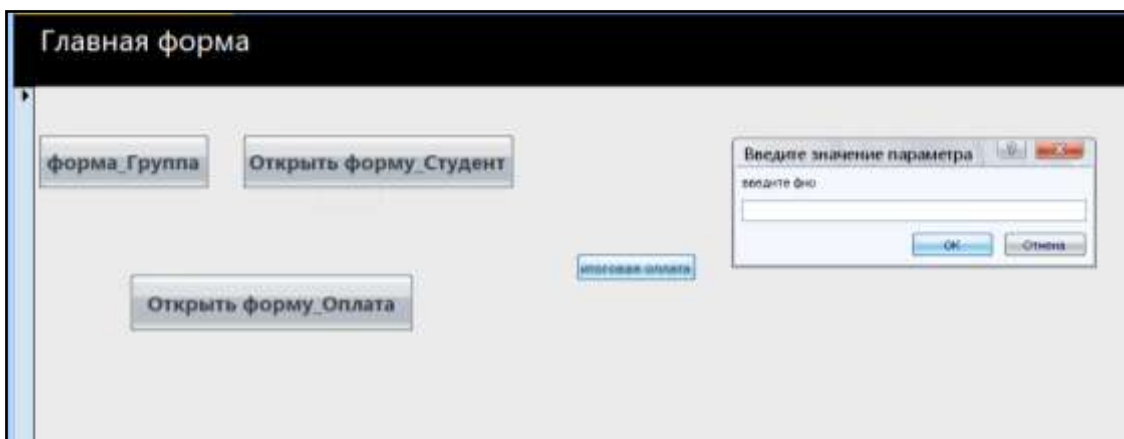 Главная форма
форма_Группа
Открыть форму_Студент
Введите значение параметра
введите фио
ОК
Отмена
итоговая оплата
Открыть форму_Оплата